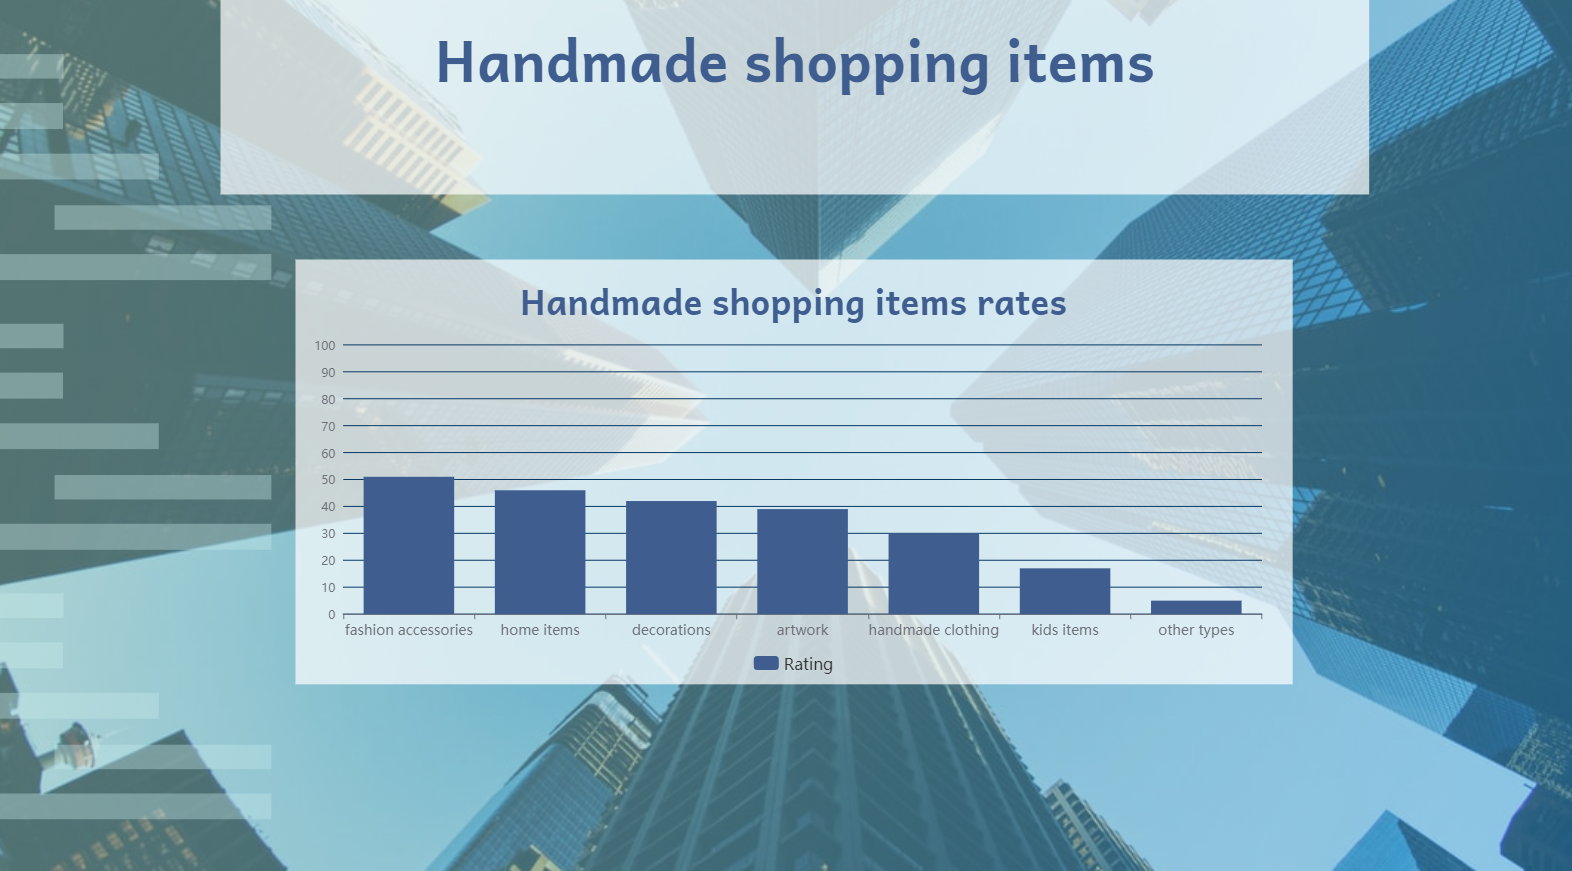 Handmade shopping items
Handmade shopping items rates
100
90
80
70
60
50
40
30
20
10
0
fashion accessories home items decorations artwork handmade clothing kids items other types
Rating